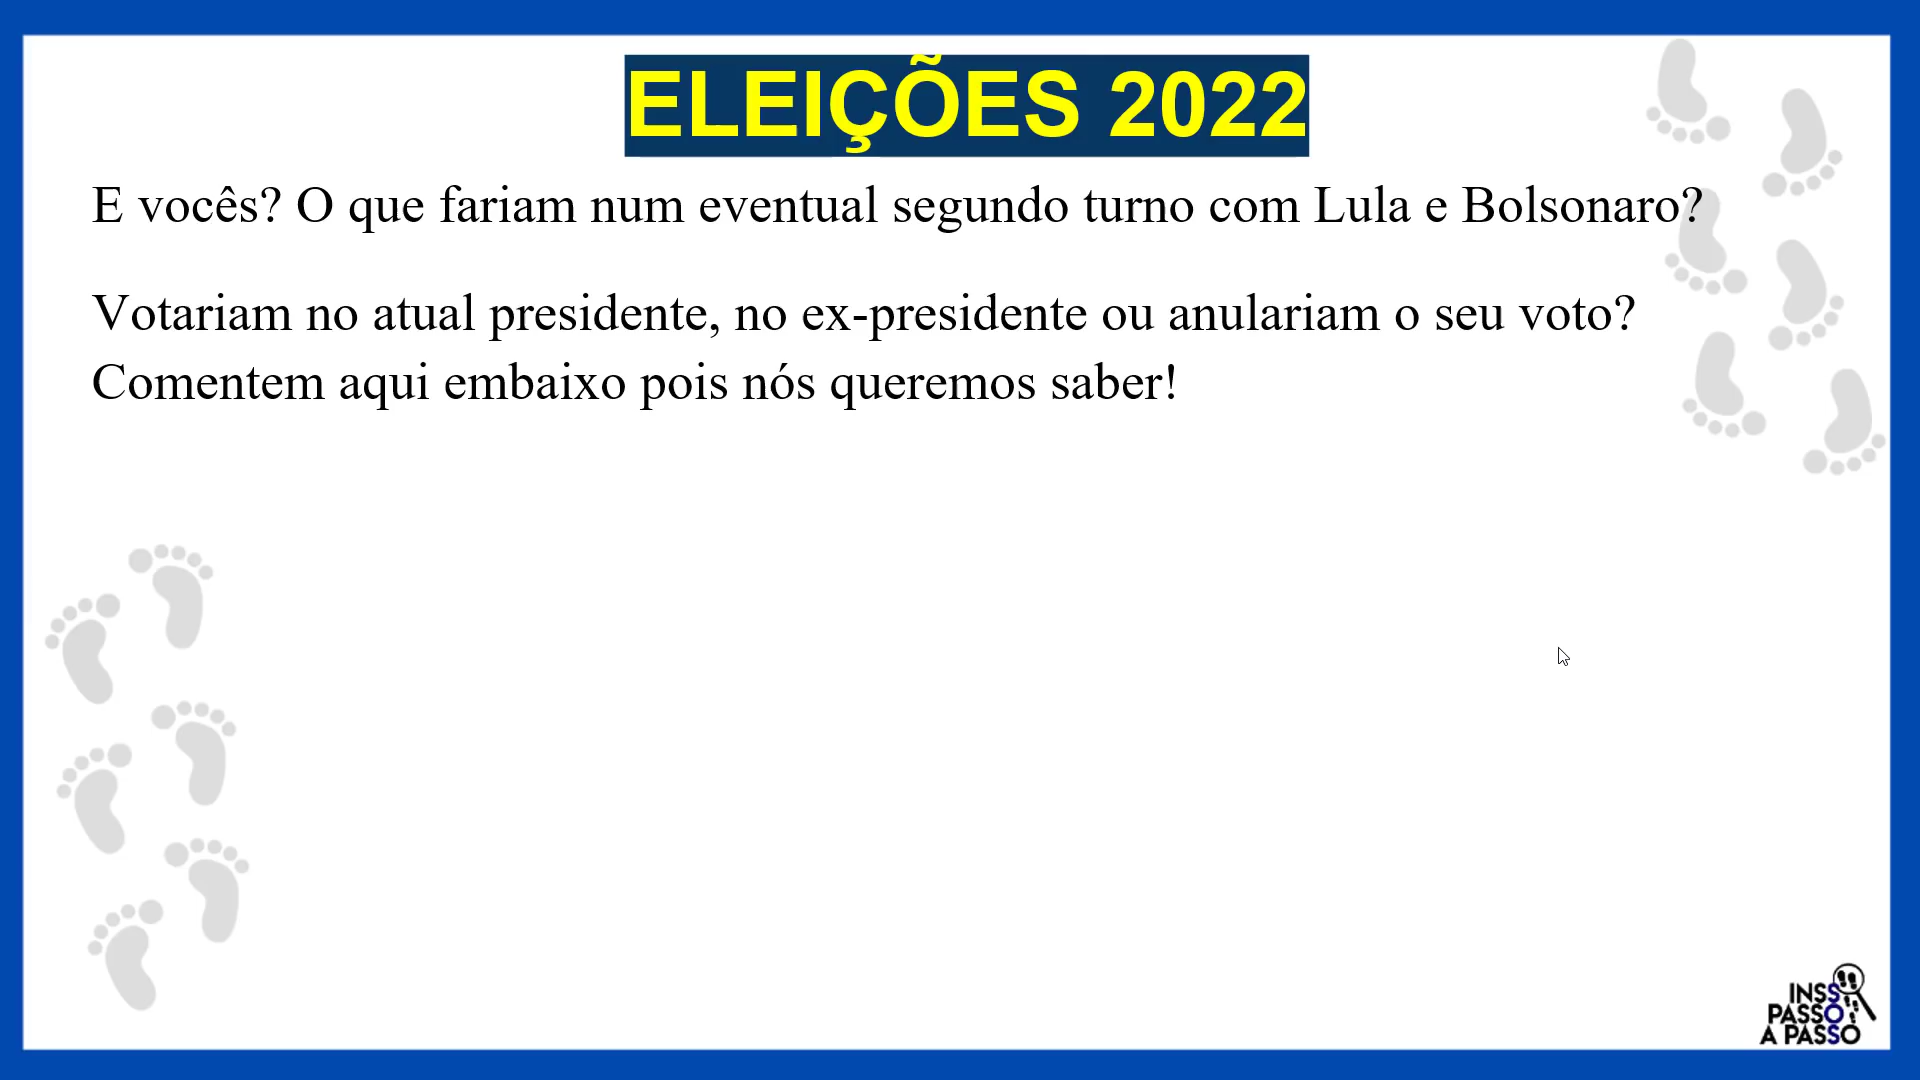 ELEIÇÕES 2022
E vocês? O que fariam num eventual segundo turno com Lula e Bolsonaro?
Votariam no atual presidente, no ex-presidente ou anulariam o seu voto?
Comentem aqui embaixo pois nós queremos saber!
INSS
PASSO
A PASSO